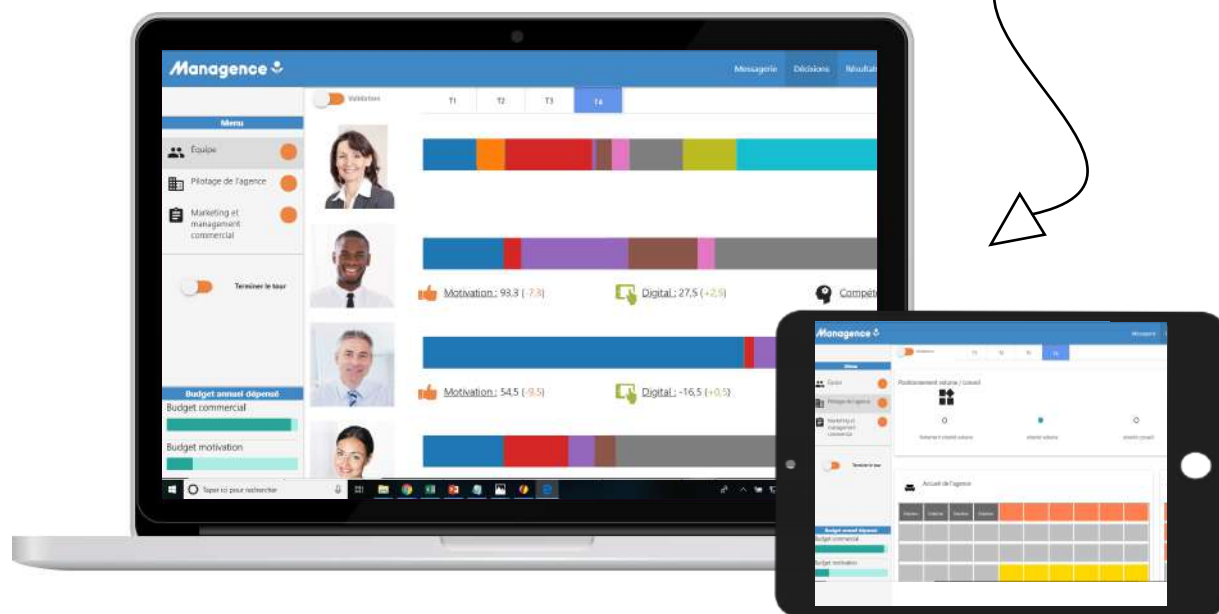 Managence
Messagerie
Décisions
Menu
Validation
T1
T2
T3
T4
Équipe
Pilotage de l'agence
Marketing et
management
commercial
Terminer le tour
Motivation : 93.3 (-7.3)
Digital : 27,5 (+2,5)
Motivation : 54,5 (-9.5)
Digital : -16,5 (+0,5)
Budget annuel dépensé
Budget commercial
Budget motivation
Taper ici pour rechercher
Managence
Menu
T4
Équipe
Pilotage de l'agence
Marketing et
management
commercial
Terminer le tour
Positionnement volume / conseil
Accueil de l'agence
Budget annuel dépensé
Budget commercial
Budget motivation